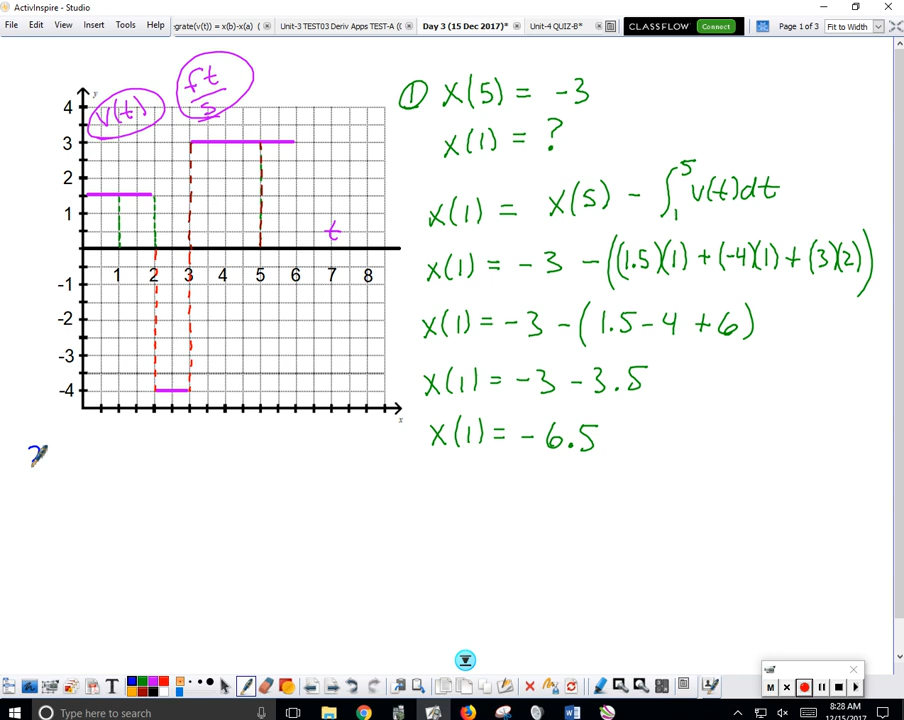 ActivInspire - Studio
File Edit View Insert Tools Help
grate(v(t)) = x(b)-x(a) ( Unit-3 TEST03 Deriv Apps TEST-A (( Day 3 (15 Dec 2017)* Unit-4 QUIZ-B* CLASSFLOW Connect Page 1 of 3 Fit to Width
v(t)
ft/s
y
4
3
2
1
-1
-2
-3
-4
1 2 3 4 5 6 7 8
t
x
① x(5) = -3
x(1) = ?
x(1) = x(5) - ∫₁⁵ v(t)dt
x(1) = -3 - ((1.5)(1) + (-4)(1) + (3)(2))
x(1) = -3 - (1.5 - 4 + 6)
x(1) = -3 - 3.5
x(1) = -6.5
M
Type here to search
8:28 AM
12/15/2017